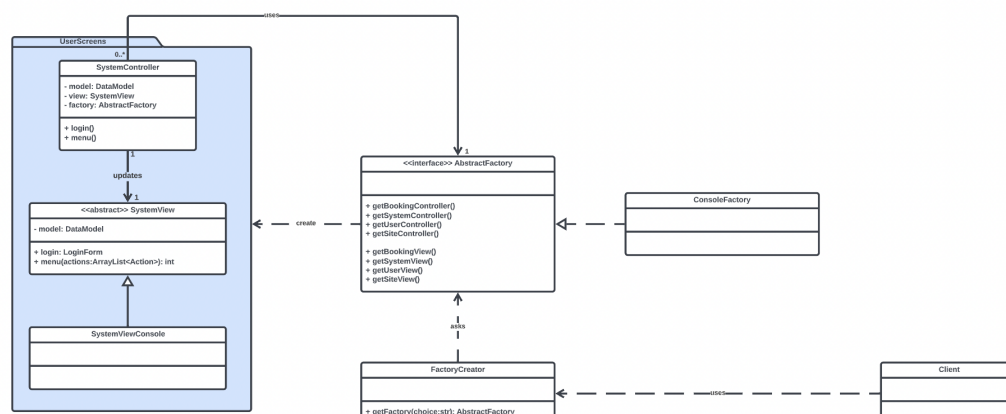 uses
UserScreens
0..*
SystemController
- model: DataModel
- view: SystemView
- factory: AbstractFactory
+ login()
+ menu()
1
updates
1
<<abstract>> SystemView
- model: DataModel
+ login: LoginForm
+ menu(actions:ArrayList<Action>): int
SystemViewConsole
create
1
<<interface>> AbstractFactory
+ getBookingController()
+ getSystemController()
+ getUserController()
+ getSiteController()
+ getBookingView()
+ getSystemView()
+ getUserView()
+ getSiteView()
ConsoleFactory
asks
FactoryCreator
+ getFactory(choice:str): AbstractFactory
uses
Client